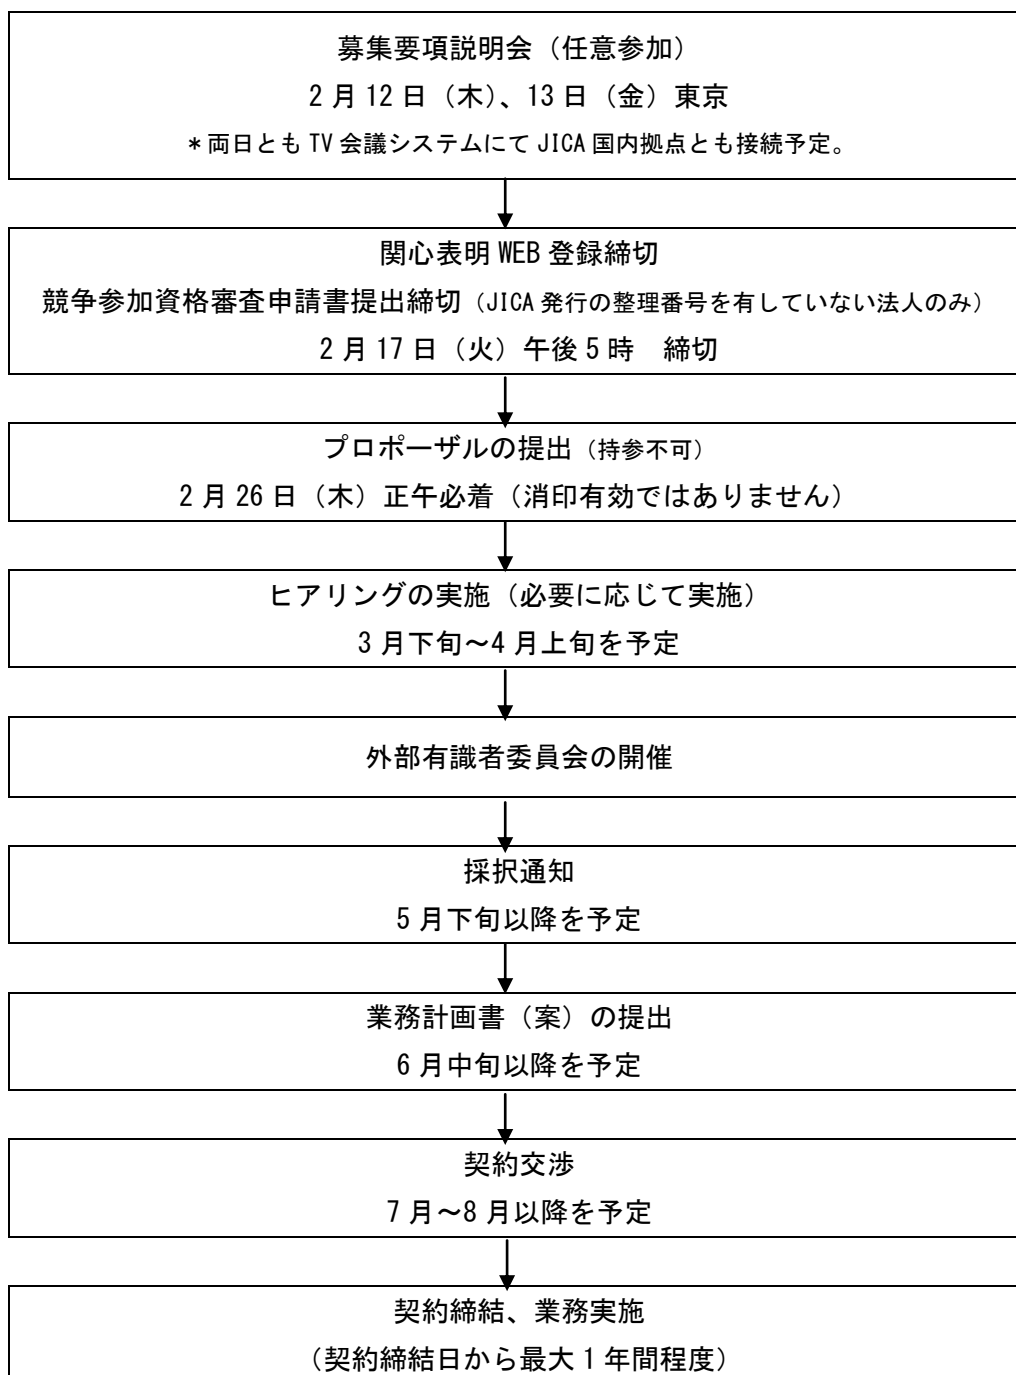 募集要項説明会（任意参加）
2月12日（木）、13日（金）東京
＊両日ともTV会議システムにてJICA国内拠点とも接続予定。
関心表明WEB登録締切
競争参加資格審査申請書提出締切（JICA発行の整理番号を有していない法人のみ）
2月17日（火）午後5時　締切
プロポーザルの提出（持参不可）
2月26日（木）正午必着（消印有効ではありません）
ヒアリングの実施（必要に応じて実施）
3月下旬～4月上旬を予定
外部有識者委員会の開催
採択通知
5月下旬以降を予定
業務計画書（案）の提出
6月中旬以降を予定
契約交渉
7月～8月以降を予定
契約締結、業務実施
（契約締結日から最大1年間程度）